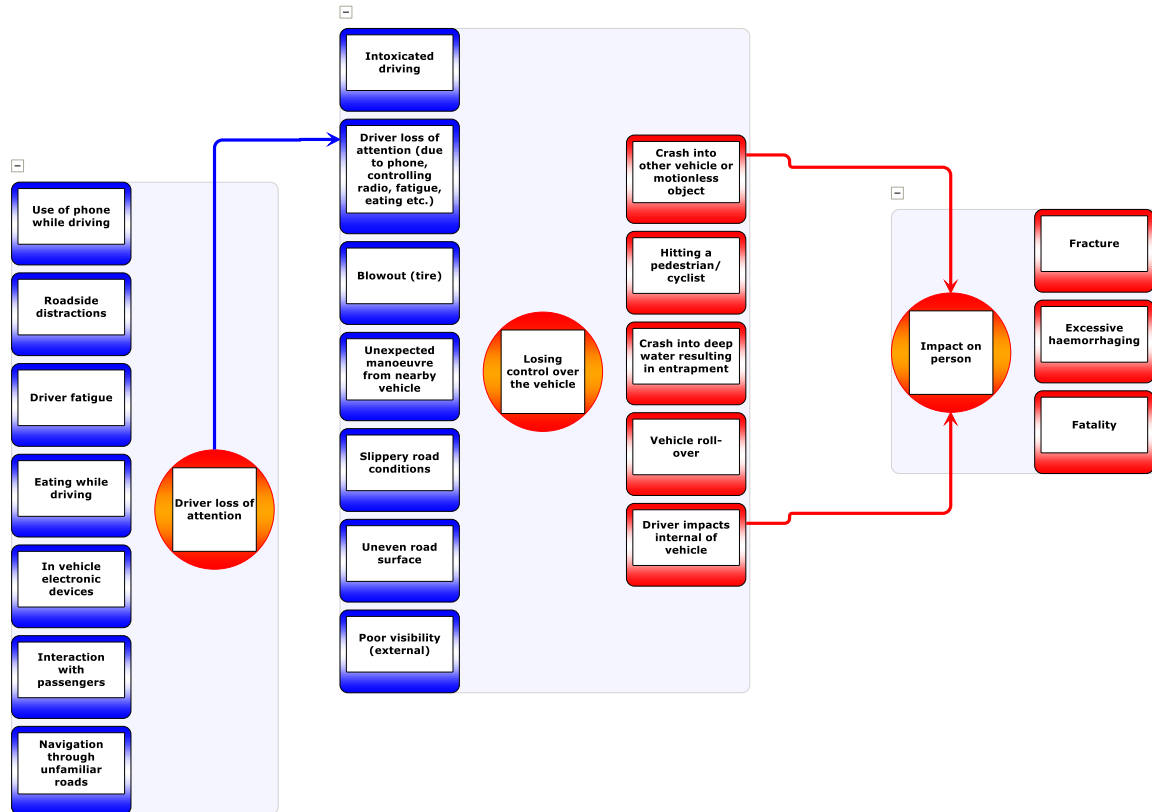 Use of phone
while driving
Roadside
distractions
Driver fatigue
Eating while
driving
In vehicle
electronic
devices
Interaction
with
passengers
Navigation
through
unfamiliar
roads
Driver loss of
attention
Intoxicated
driving
Driver loss of
attention (due
to phone,
controlling
radio, fatigue,
eating etc.)
Blowout (tire)
Unexpected
manoeuvre
from nearby
vehicle
Slippery road
conditions
Uneven road
surface
Poor visibility
(external)
Losing
control over
the vehicle
Crash into
other vehicle or
motionless
object
Hitting a
pedestrian/
cyclist
Crash into deep
water resulting
in entrapment
Vehicle roll-
over
Driver impacts
internal of
vehicle
Impact on
person
Fracture
Excessive
haemorrhaging
Fatality